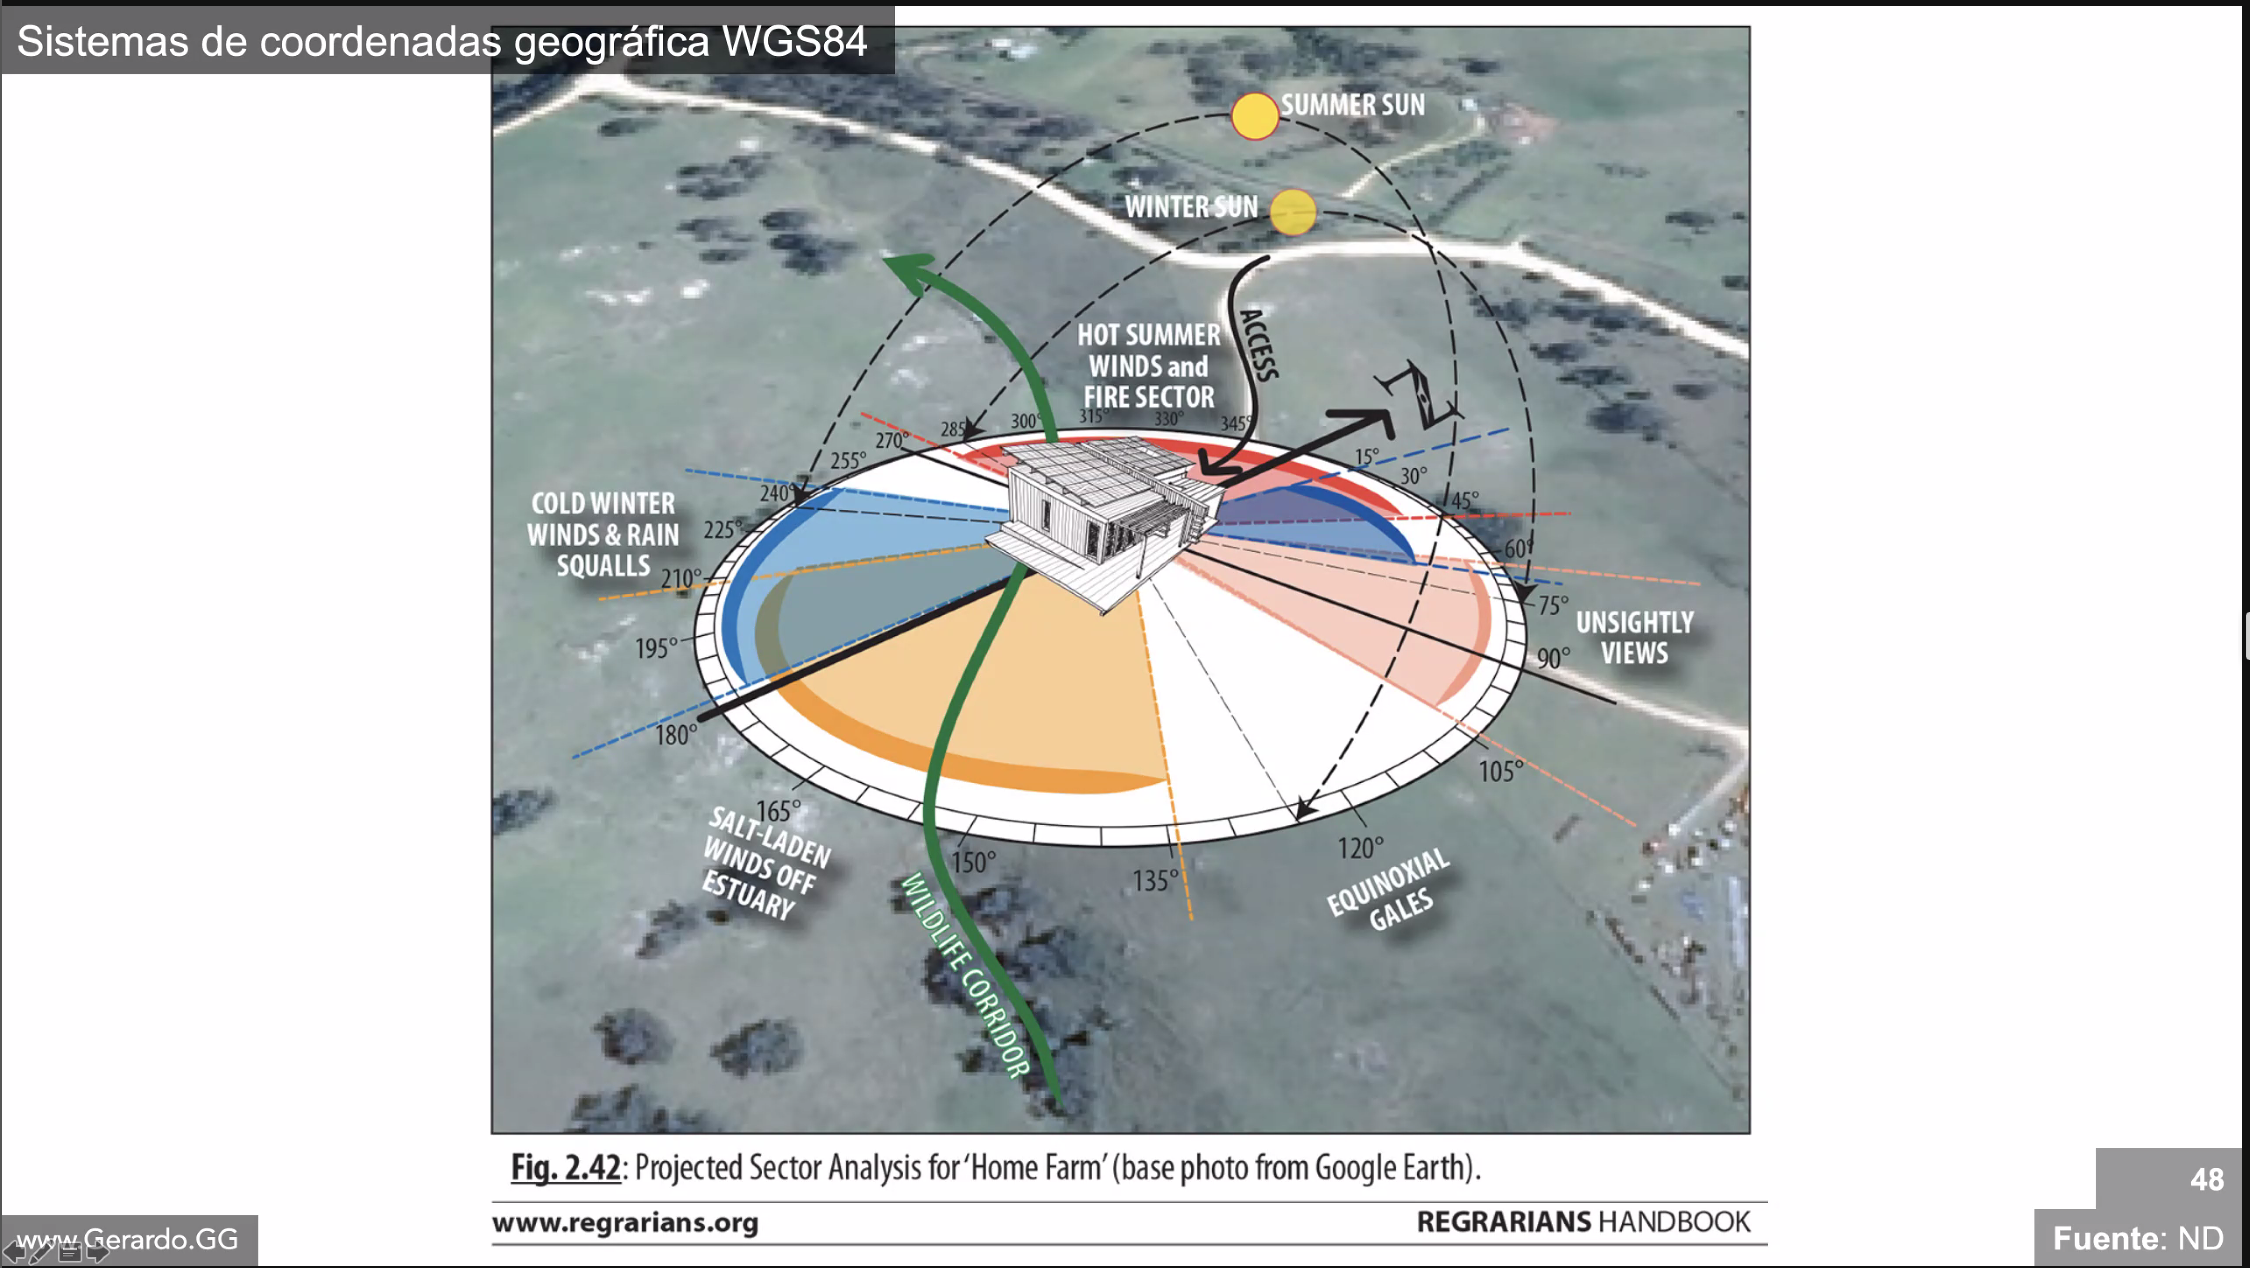 Sistemas de coordenadas geográfica WGS84
SUMMER SUN
WINTER SUN
HOT SUMMER
WINDS and
FIRE SECTOR
ACCESS
N
285°
300°
315°
330°
345°
270°
255°
240°
225°
210°
195°
180°
165°
150°
135°
120°
105°
90°
75°
60°
45°
30°
15°
COLD WINTER
WINDS & RAIN
SQUALLS
UNSIGHTLY
VIEWS
SALT-LADEN
WINDS OFF
ESTUARY
WILDLIFE CORRIDOR
EQUINOXIAL
GALES
Fig. 2.42: Projected Sector Analysis for 'Home Farm' (base photo from Google Earth).
www.regrarians.org
REGRARIANS HANDBOOK
48
www.Gerardo.GG
Fuente: ND